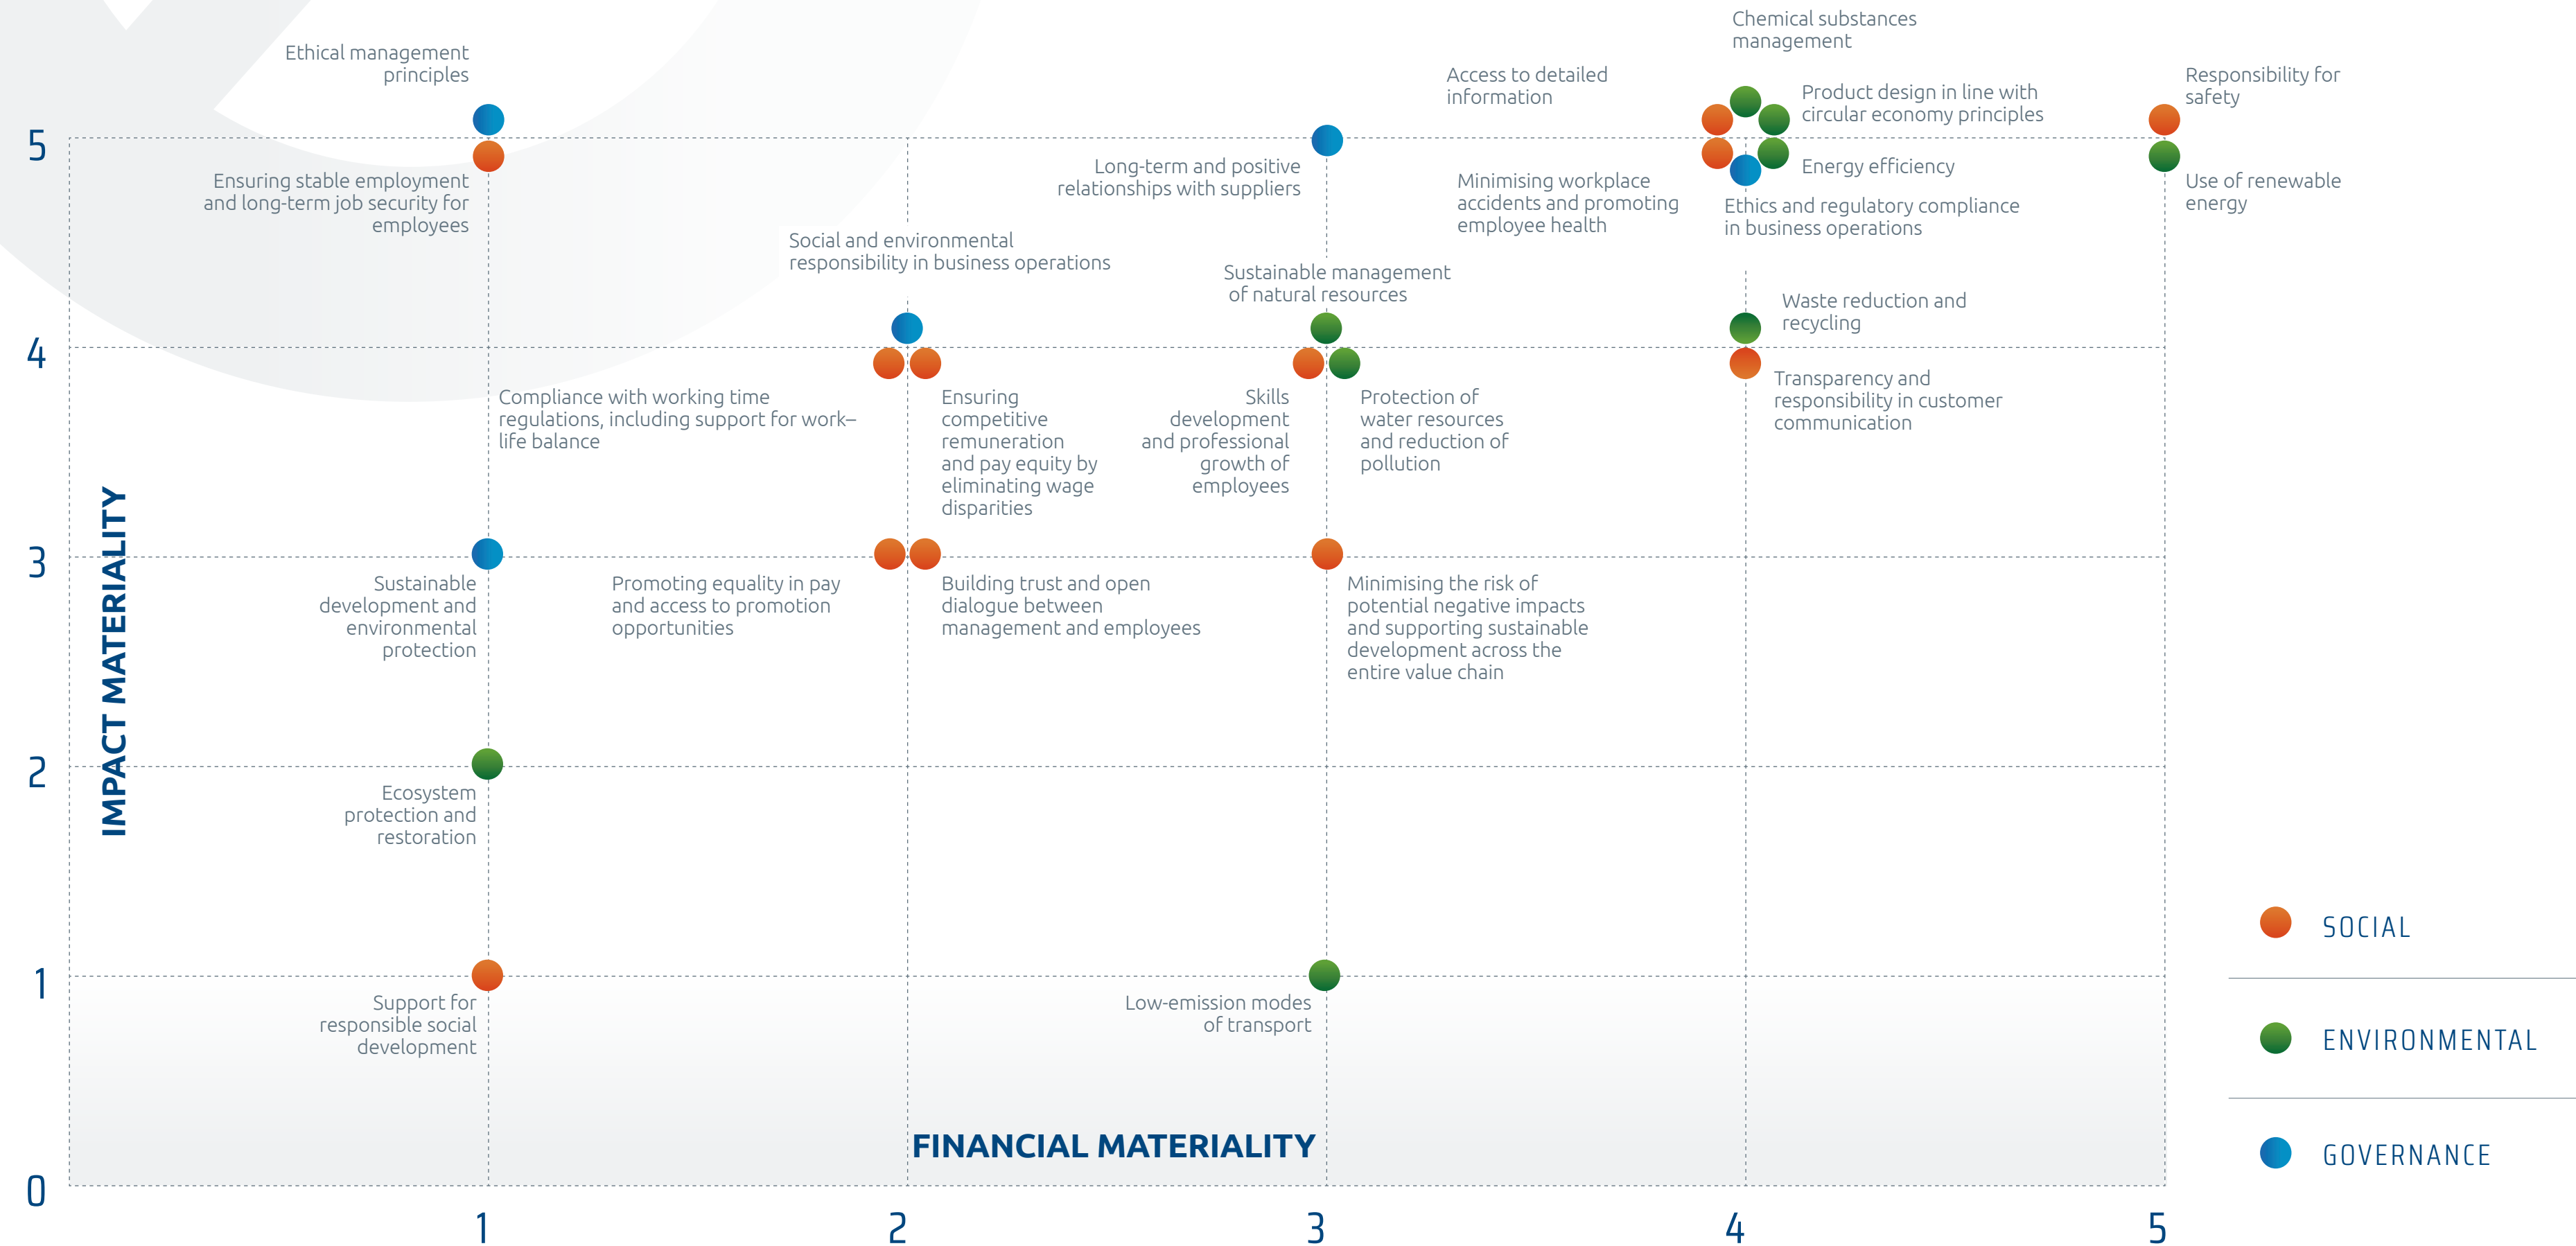 Chemical substances
management
Ethical management
principles
Access to detailed
information
Product design in line with
circular economy principles
Responsibility for
safety
5
Ensuring stable employment
and long-term job security for
employees
Long-term and positive
relationships with suppliers
Minimising workplace
accidents and promoting
employee health
Energy efficiency
Ethics and regulatory compliance
in business operations
Use of renewable
energy
Social and environmental
responsibility in business operations
Sustainable management
of natural resources
Waste reduction and
recycling
4
Compliance with working time
regulations, including support for work–
life balance
Ensuring
competitive
remuneration
and pay equity by
eliminating wage
disparities
Skills
development
and professional
growth of
employees
Protection of
water resources
and reduction of
pollution
Transparency and
responsibility in customer
communication
IMPACT MATERIALITY
3
Sustainable
development and
environmental
protection
Promoting equality in pay
and access to promotion
opportunities
Building trust and open
dialogue between
management and employees
Minimising the risk of
potential negative impacts
and supporting sustainable
development across the
entire value chain
2
Ecosystem
protection and
restoration
1
Support for
responsible social
development
Low-emission modes
of transport
FINANCIAL MATERIALITY
0
1
2
3
4
5
SOCIAL
ENVIRONMENTAL
GOVERNANCE